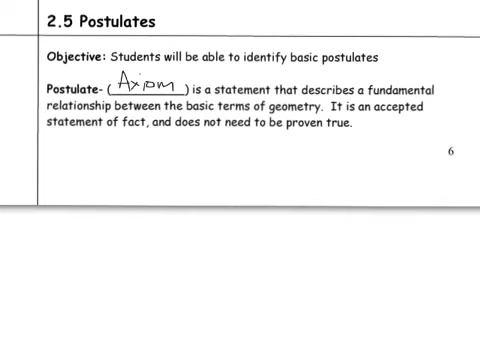 2.5 Postulates
Objective: Students will be able to identify basic postulates
Postulate- (Axiom) is a statement that describes a fundamental
relationship between the basic terms of geometry. It is an accepted
statement of fact, and does not need to be proven true.
6